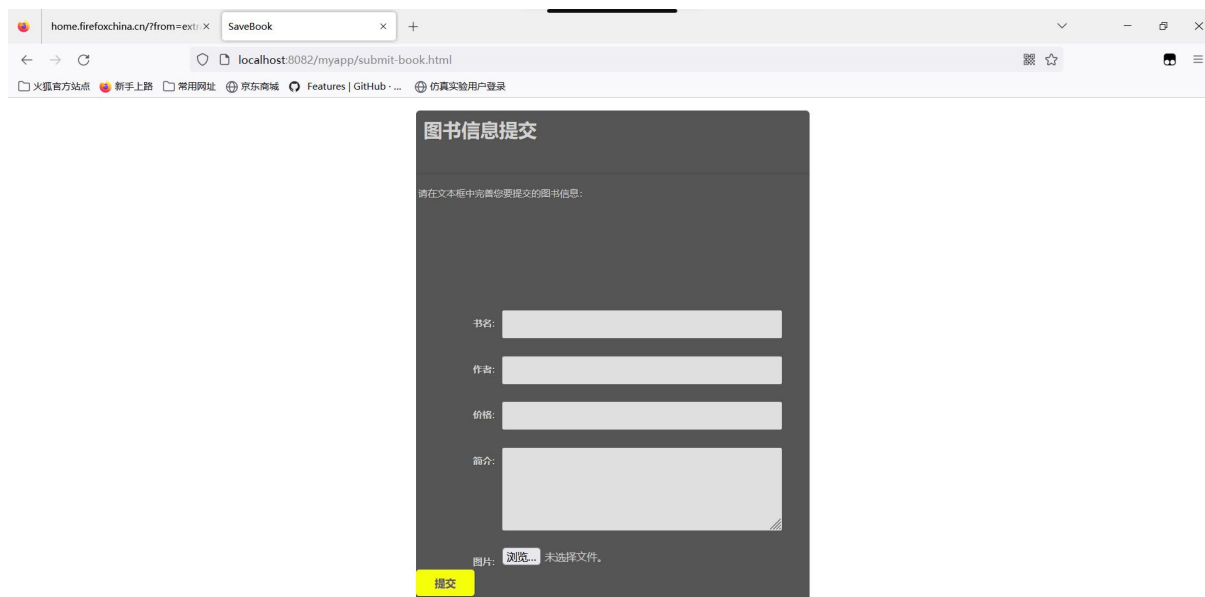 home.firefoxchina.cn/?from=extr
SaveBook
localhost:8082/myapp/submit-book.html
火狐官方站点 新手上路 常用网址 京东商城 Features | GitHub · ... 仿真实验用户登录
图书信息提交
请在文本框中完善您要提交的图书信息：
书名:
作者:
价格:
简介:
图片: 浏览... 未选择文件。
提交